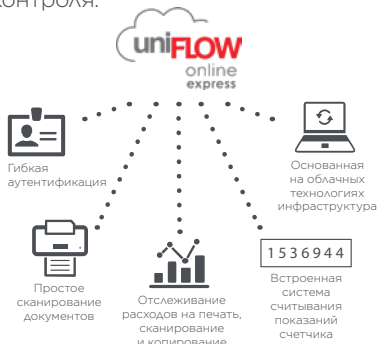 контроля.
uniFLOW
online
express
Гибкая
аутентификация
Основанная
на облачных
технологиях
инфраструктура
Простое
сканирование
документов
Отслеживание
расходов на печать,
сканирование
и копирование
1536944
Встроенная
система
считывания
показаний
счетчика